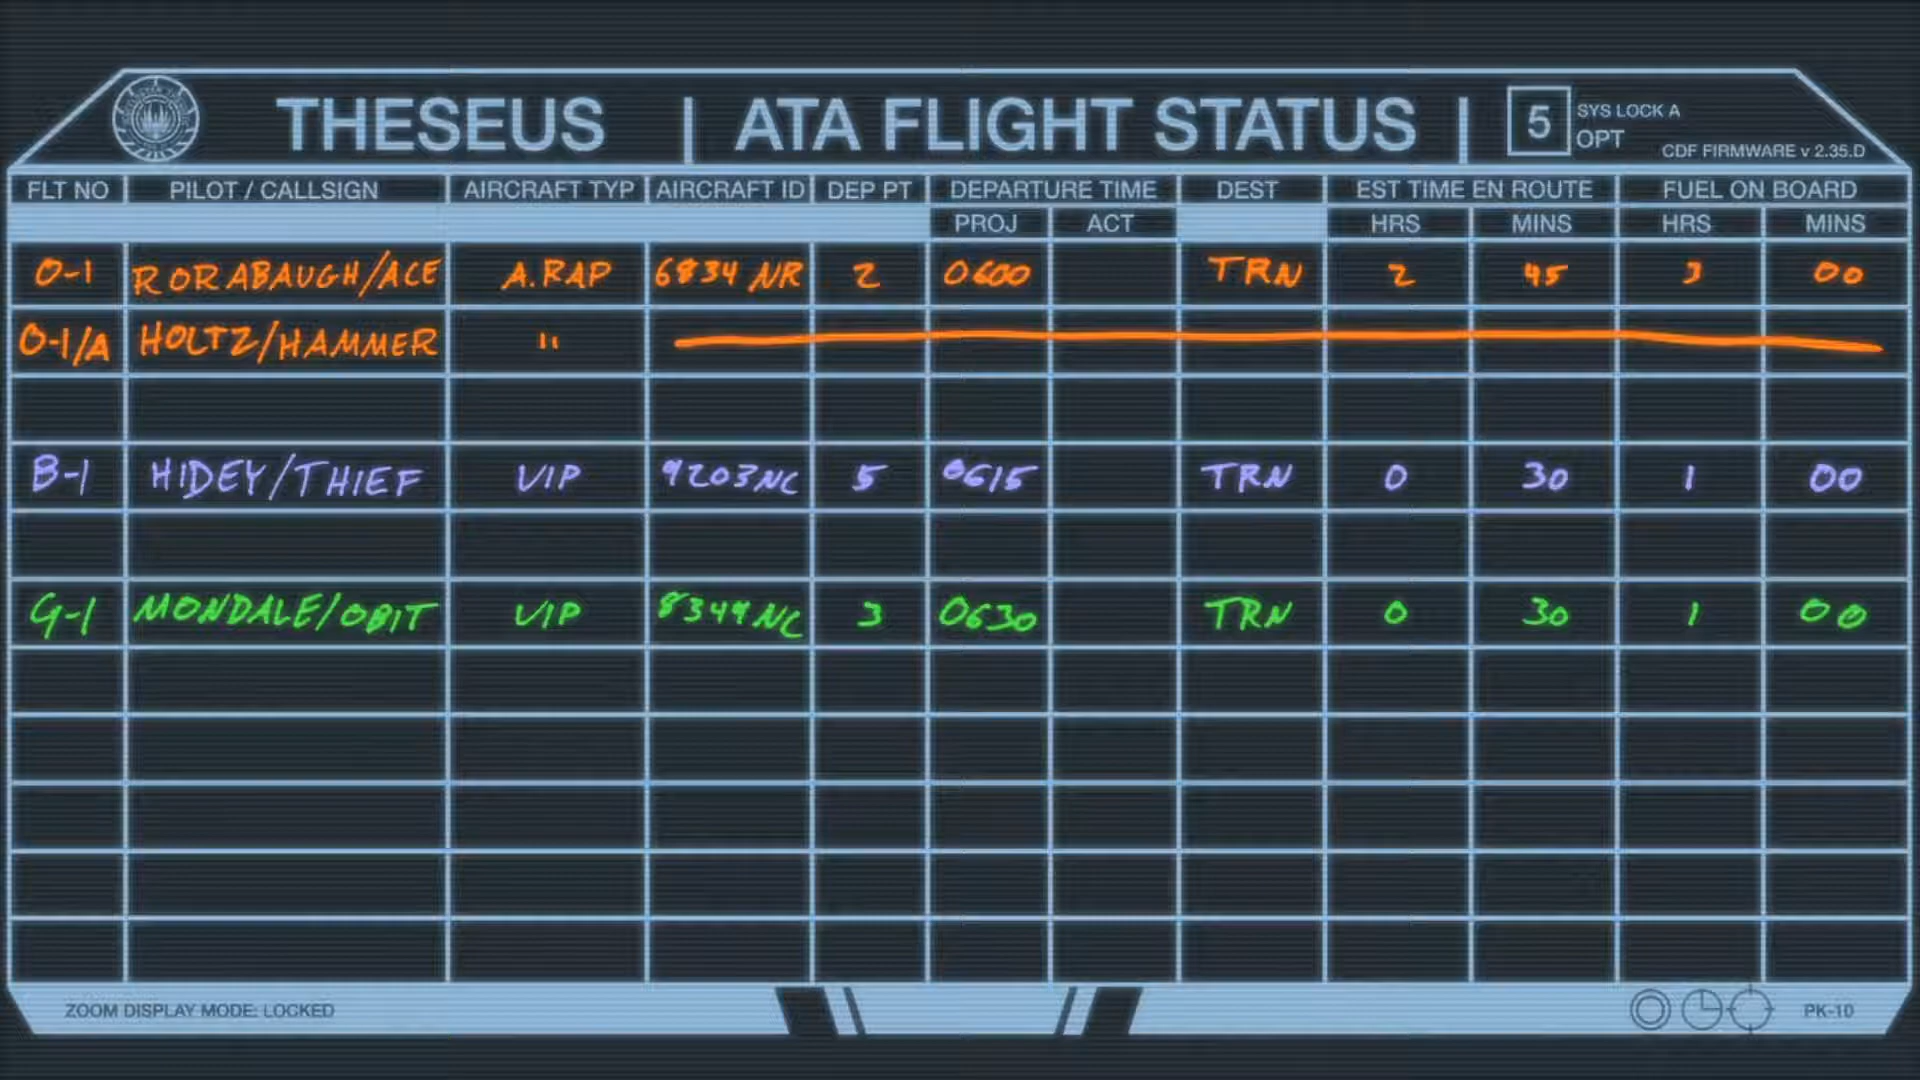 THESEUS | ATA FLIGHT STATUS | 5 SYS LOCK A
OPT
CDF FIRMWARE v 2.35.D
FLT NO PILOT / CALLSIGN AIRCRAFT TYP AIRCRAFT ID DEP PT DEPARTURE TIME DEST EST TIME EN ROUTE FUEL ON BOARD
PROJ ACT HRS MINS HRS MINS
O-1 RORABAUGH/ACE A.RAP 6834 NR 2 0600 TRN 2 45 3 00
O-1/A HOLTZ/HAMMER "
B-1 HIDEY/THIEF VIP 9203NC 5 0615 TRN 0 30 1 00
G-1 MONDALE/OBIT VIP 8349NC 3 0630 TRN 0 30 1 00
ZOOM DISPLAY MODE: LOCKED PK-10